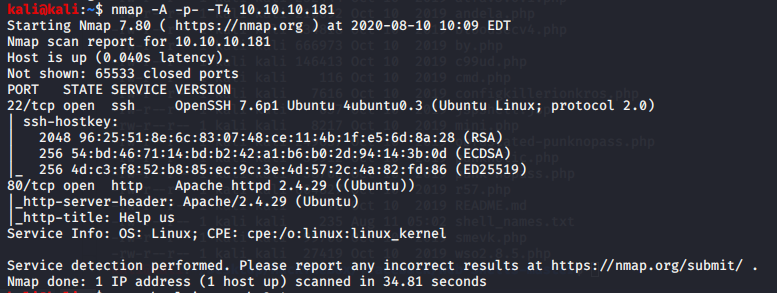 kali@kali:~$ nmap -A -p- -T4 10.10.10.181
Starting Nmap 7.80 ( https://nmap.org ) at 2020-08-10 10:09 EDT
Nmap scan report for 10.10.10.181
Host is up (0.040s latency).
Not shown: 65533 closed ports
PORT   STATE SERVICE VERSION
22/tcp open  ssh     OpenSSH 7.6p1 Ubuntu 4ubuntu0.3 (Ubuntu Linux; protocol 2.0)
| ssh-hostkey:
|   2048 96:25:51:8e:6c:83:07:48:ce:11:4b:1f:e5:6d:8a:28 (RSA)
|   256 54:bd:46:71:14:bd:b2:42:a1:b6:b0:2d:94:14:3b:0d (ECDSA)
|_  256 4d:c3:f8:52:b8:85:ec:9c:3e:4d:57:2c:4a:82:fd:86 (ED25519)
80/tcp open  http    Apache httpd 2.4.29 ((Ubuntu))
|_http-server-header: Apache/2.4.29 (Ubuntu)
|_http-title: Help us
Service Info: OS: Linux; CPE: cpe:/o:linux:linux_kernel

Service detection performed. Please report any incorrect results at https://nmap.org/submit/ .
Nmap done: 1 IP address (1 host up) scanned in 34.81 seconds